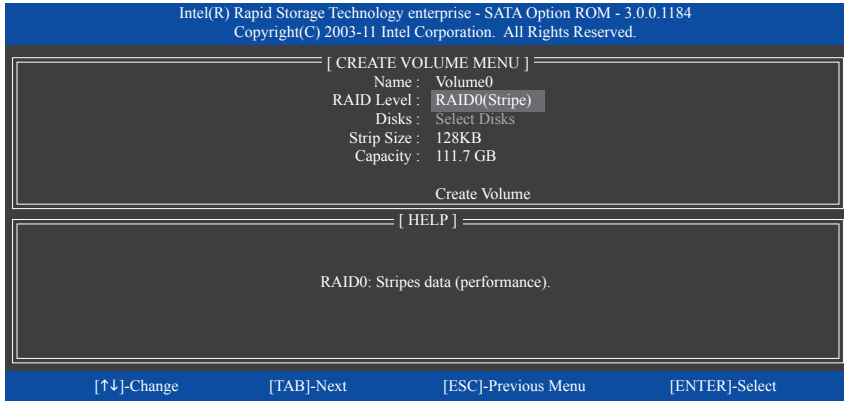 Intel(R) Rapid Storage Technology enterprise - SATA Option ROM - 3.0.0.1184
Copyright(C) 2003-11 Intel Corporation. All Rights Reserved.
[ CREATE VOLUME MENU ]
Name : Volume0
RAID Level : RAID0(Stripe)
Disks : Select Disks
Strip Size : 128KB
Capacity : 111.7 GB
Create Volume
[ HELP ]
RAID0: Stripes data (performance).
[↑↓]-Change [TAB]-Next [ESC]-Previous Menu [ENTER]-Select